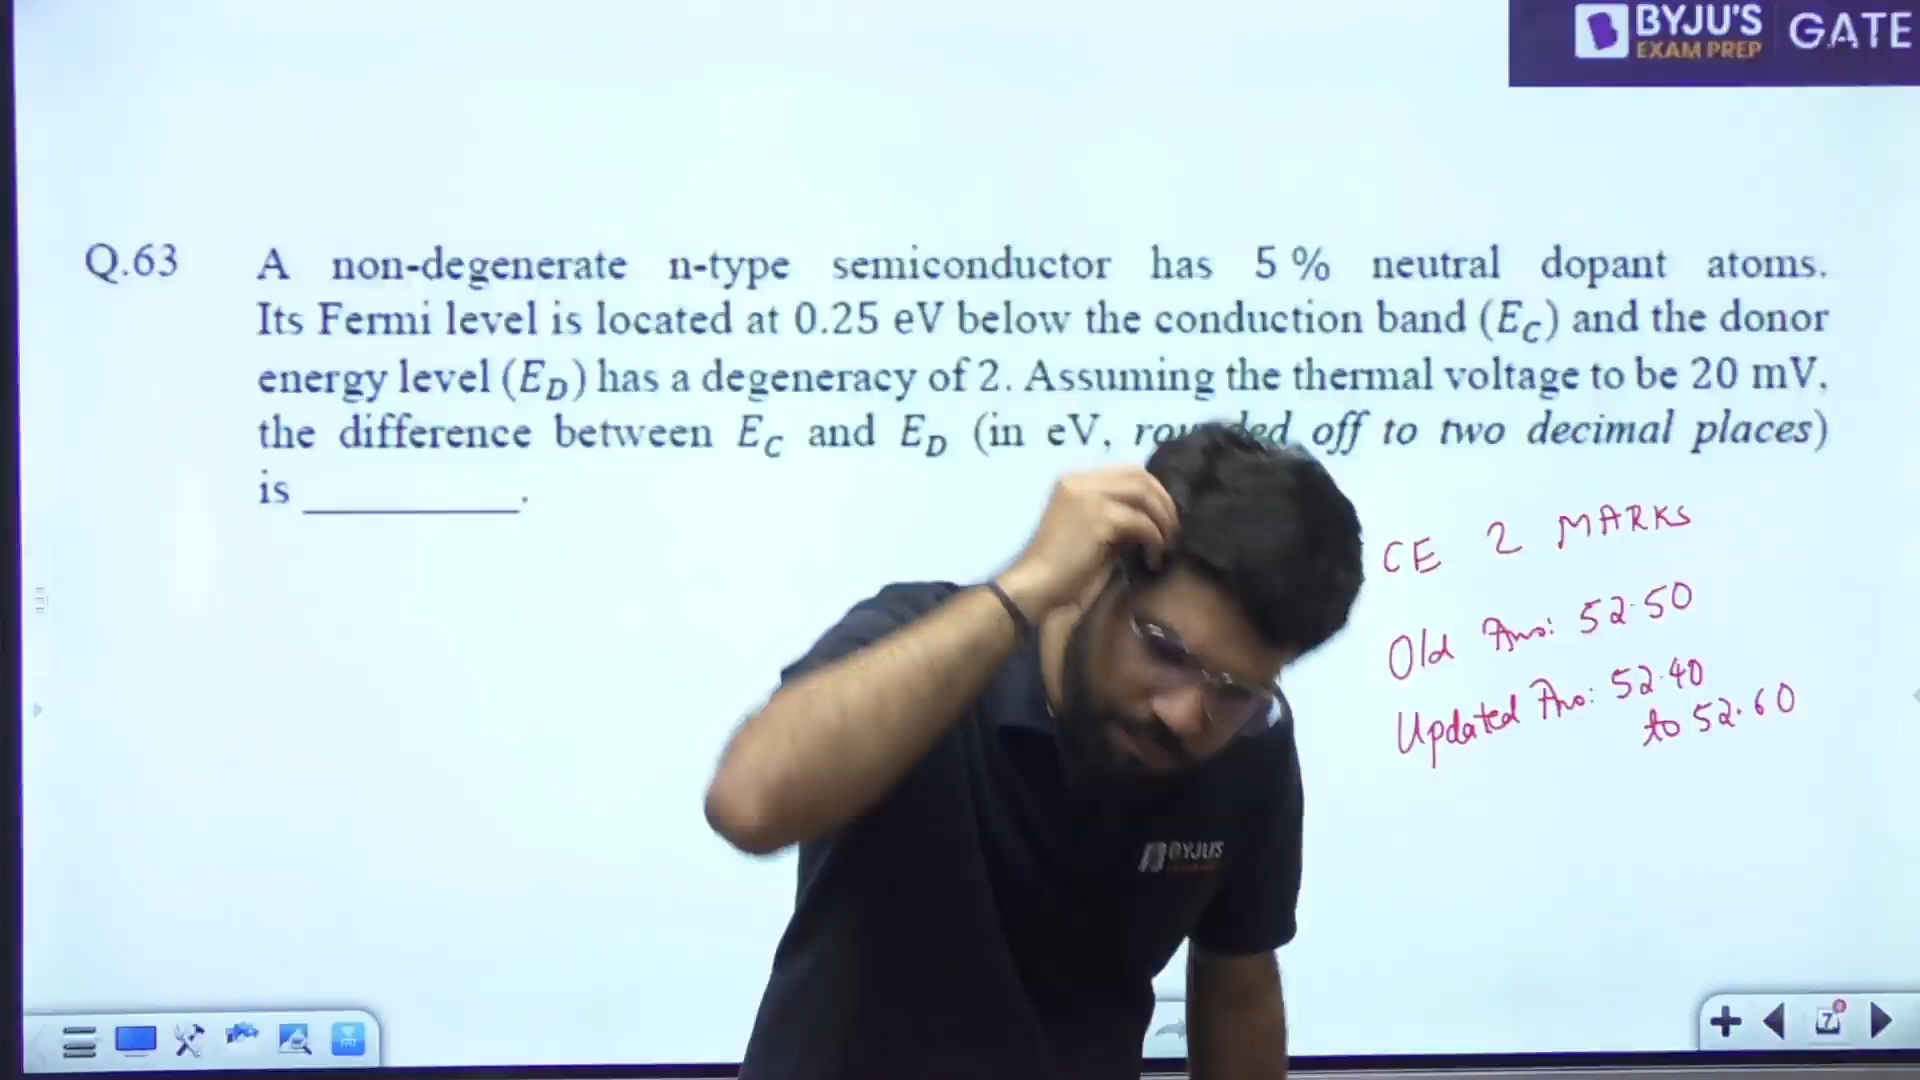 BYJU'S
EXAM PREP
GATE
Q.63 A non-degenerate n-type semiconductor has 5 % neutral dopant atoms.
Its Fermi level is located at 0.25 eV below the conduction band (E_C) and the donor
energy level (E_D) has a degeneracy of 2. Assuming the thermal voltage to be 20 mV,
the difference between E_C and E_D (in eV, off to two decimal places)
is __________.
CE 2 MARKS
Old Ans: 52.50
Updated Ans: 52.40
to 52.60
BYJU'S
7